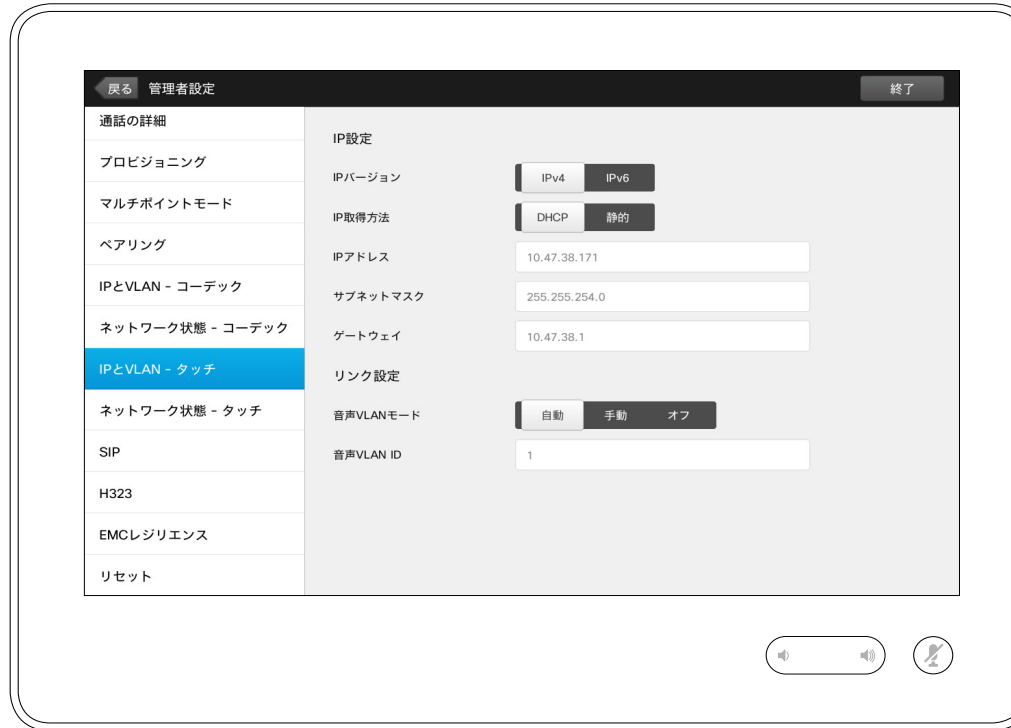 戻る 管理者設定 終了
通話の詳細
プロビジョニング
マルチポイントモード
ペアリング
IPとVLAN - コーデック
ネットワーク状態 - コーデック
IPとVLAN - タッチ
ネットワーク状態 - タッチ
SIP
H323
EMCレジリエンス
リセット
IP設定
IPバージョン IPv4 IPv6
IP取得方法 DHCP 静的
IPアドレス 10.47.38.171
サブネットマスク 255.255.254.0
ゲートウェイ 10.47.38.1
リンク設定
音声VLANモード 自動 手動 オフ
音声VLAN ID 1